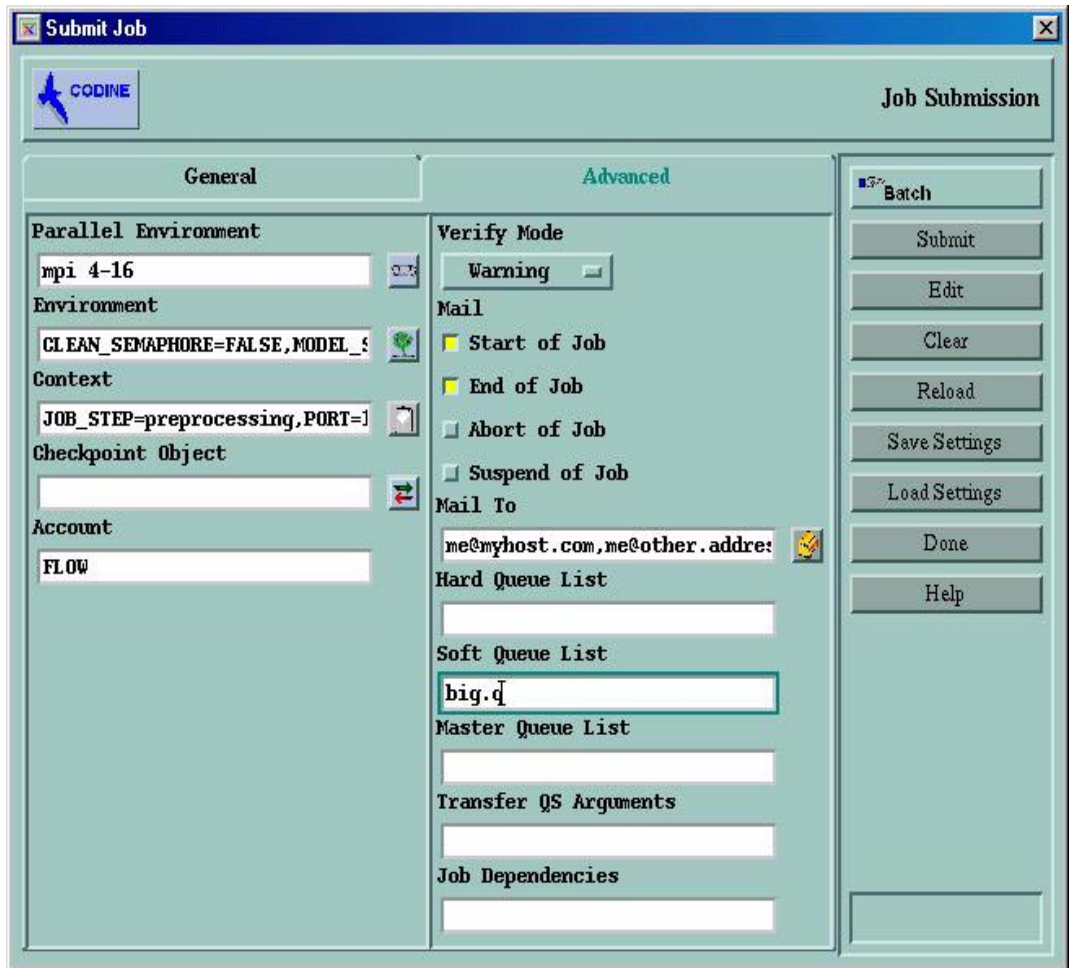 Submit Job
CODINE
Job Submission
General
Advanced
Parallel Environment
mpi 4-16
Environment
CLEAN_SEMAPHORE=FALSE,MODEL_S
Context
JOB_STEP=preprocessing,PORT=1
Checkpoint Object
Account
FLOW
Verify Mode
Warning
Mail
Start of Job
End of Job
Abort of Job
Suspend of Job
Mail To
me@myhost.com,me@other.addres
Hard Queue List
Soft Queue List
big.q
Master Queue List
Transfer QS Arguments
Job Dependencies
Batch
Submit
Edit
Clear
Reload
Save Settings
Load Settings
Done
Help